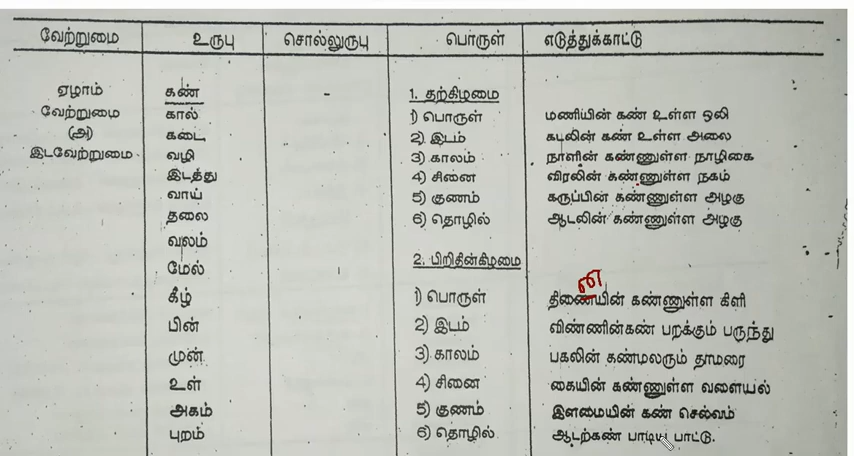 வேற்றுமை உருபு சொல்லுருபு பொருள் எடுத்துக்காட்டு
ஏழாம் கண் - 1. தற்கிழமை
வேற்றுமை கால் 1) பொருள் மணியின் கண் உள்ள ஒலி
(அ) கடை 2) இடம் கடலின் கண் உள்ள அலை
இடவேற்றுமை வழி 3) காலம் நாளின் கண்ணுள்ள நாழிகை
இடத்து 4) சினை விரலின் கண்ணுள்ள நகம்
வாய் 5) குணம் கருப்பின் கண்ணுள்ள அழகு
தலை 6) தொழில் ஆடலின் கண்ணுள்ள அழகு
வலம்
மேல் 2. பிறிதின்கிழமை
ன
கீழ் 1) பொருள் திணையின் கண்ணுள்ள கிளி
பின் 2) இடம் விண்ணின்கண் பறக்கும் பருந்து
முன் 3) காலம் பகலின் கண்மலரும் தாமரை
உள் 4) சினை கையின் கண்ணுள்ள வளையல்
அகம் 5) குணம் இளமையின் கண் செல்வம்
புறம் 6) தொழில் ஆடற்கண் பாடிய பாட்டு.